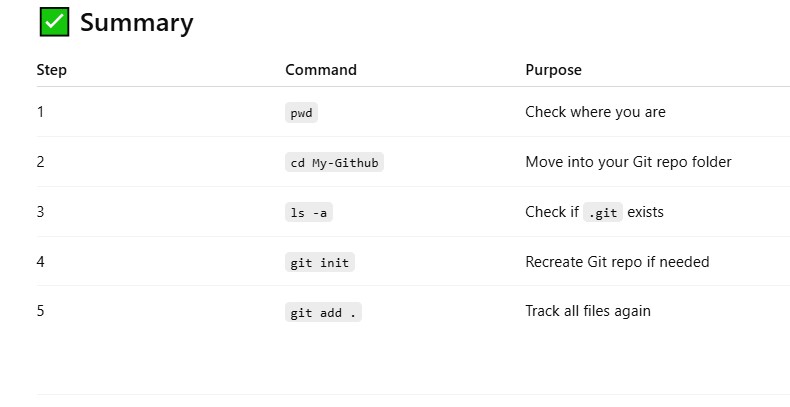 ✅ Summary
Step Command Purpose
1 pwd Check where you are
2 cd My-Github Move into your Git repo folder
3 ls -a Check if .git exists
4 git init Recreate Git repo if needed
5 git add . Track all files again